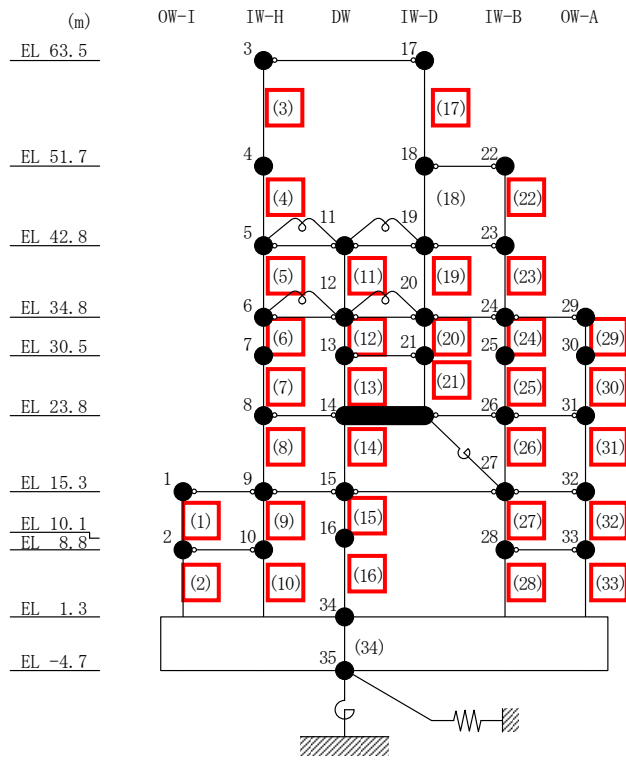 (m) OW-I IW-H DW IW-D IW-B OW-A
EL 63.5 3 17
(3) (17)
EL 51.7 4 18 22
(4) (18) (22)
11 19
EL 42.8 5 23
(5) (11) (19) (23)
12 20
EL 34.8 6 24 29
(6) (12) (20) (24) (29)
EL 30.5 7 13 21 25 30
(7) (13) (21) (25) (30)
EL 23.8 8 14 26 31
(8) (14) (26) (31)
27
EL 15.3 1 9 15 32
(1) (9) (15) (27) (32)
EL 10.1 16
EL 8.8 2 10 28 33
(2) (10) (16) (28) (33)
EL 1.3 34
(34)
EL -4.7 35